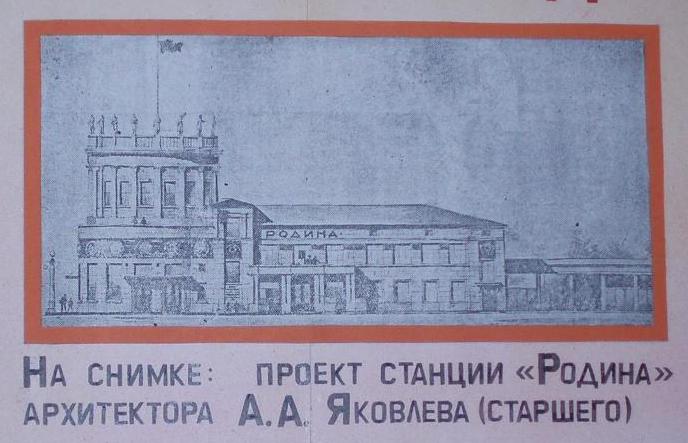 РОДИНА
НА СНИМКЕ: ПРОЕКТ СТАНЦИИ «РОДИНА»
АРХИТЕКТОРА А.А. ЯКОВЛЕВА (СТАРШЕГО)